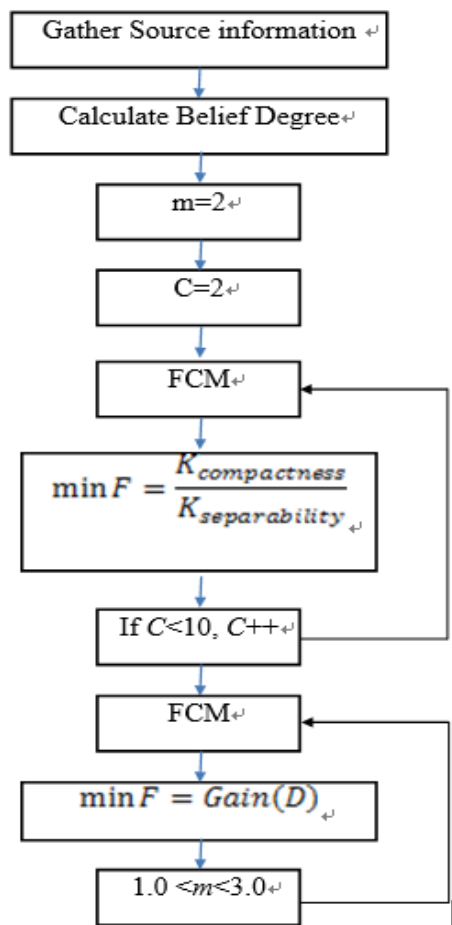 Gather Source information ↵
Calculate Belief Degree↵
m=2↵
C=2↵
FCM↵
min F = K_compactness / K_separability ↵
If C<10, C++↵
FCM↵
min F = Gain(D) ↵
1.0 <m<3.0↵